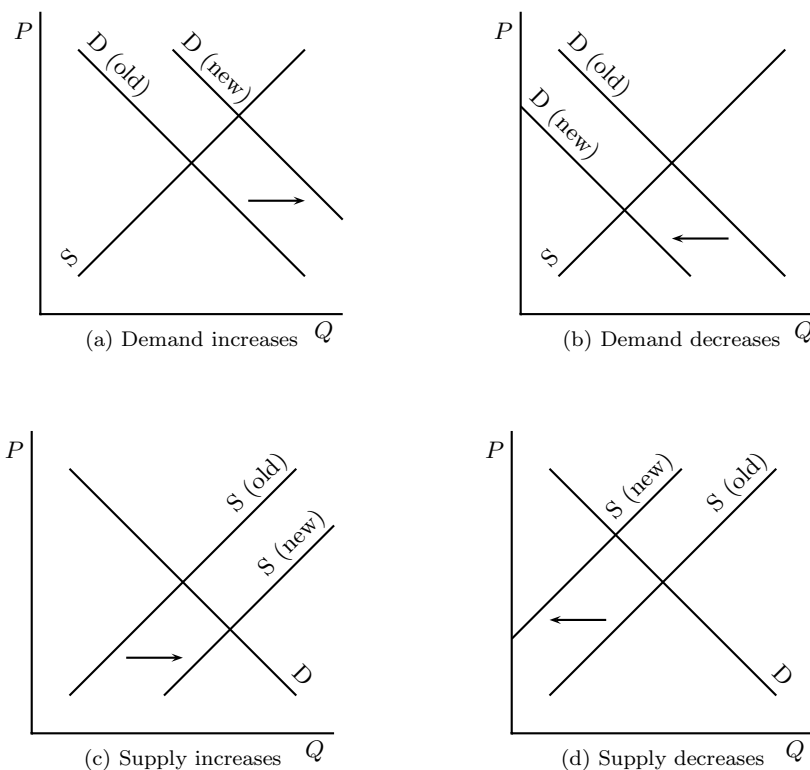 P
D (old)
D (new)
S
Q
(a) Demand increases
P
D (old)
D (new)
S
Q
(b) Demand decreases
P
S (old)
S (new)
D
Q
(c) Supply increases
P
S (new)
S (old)
D
Q
(d) Supply decreases